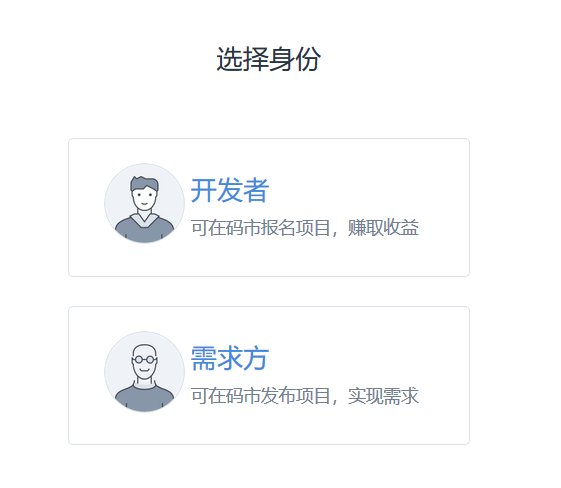 选择身份
开发者
可在码市报名项目，赚取收益
需求方
可在码市发布项目，实现需求